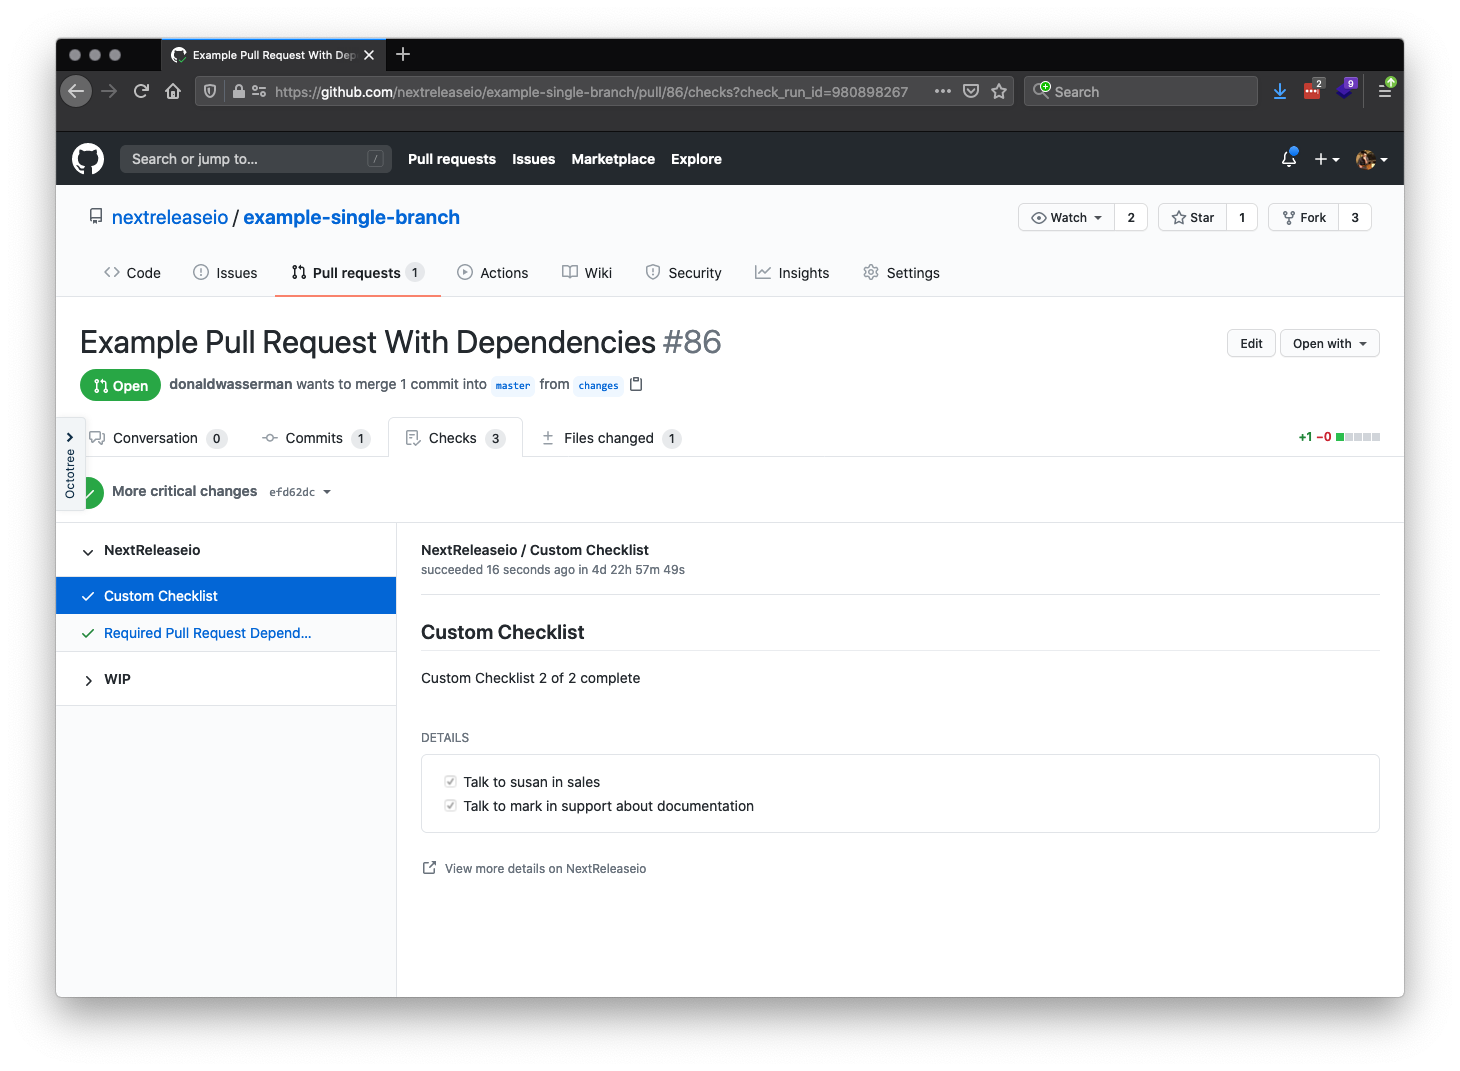 Example Pull Request With Dep
https://github.com/nextreleaseio/example-single-branch/pull/86/checks?check_run_id=980898267
Search
2
9
Search or jump to...
/
Pull requests
Issues
Marketplace
Explore
nextreleaseio / example-single-branch
Watch
2
Star
1
Fork
3
Code
Issues
Pull requests 1
Actions
Wiki
Security
Insights
Settings
Example Pull Request With Dependencies #86
Edit
Open with
Open
donaldwasserman wants to merge 1 commit into master from changes
Octotree
Conversation 0
Commits 1
Checks 3
Files changed 1
+1 −0
More critical changes efd62dc
NextReleaseio
Custom Checklist
Required Pull Request Depend...
WIP
NextReleaseio / Custom Checklist
succeeded 16 seconds ago in 4d 22h 57m 49s
Custom Checklist
Custom Checklist 2 of 2 complete
DETAILS
Talk to susan in sales
Talk to mark in support about documentation
View more details on NextReleaseio